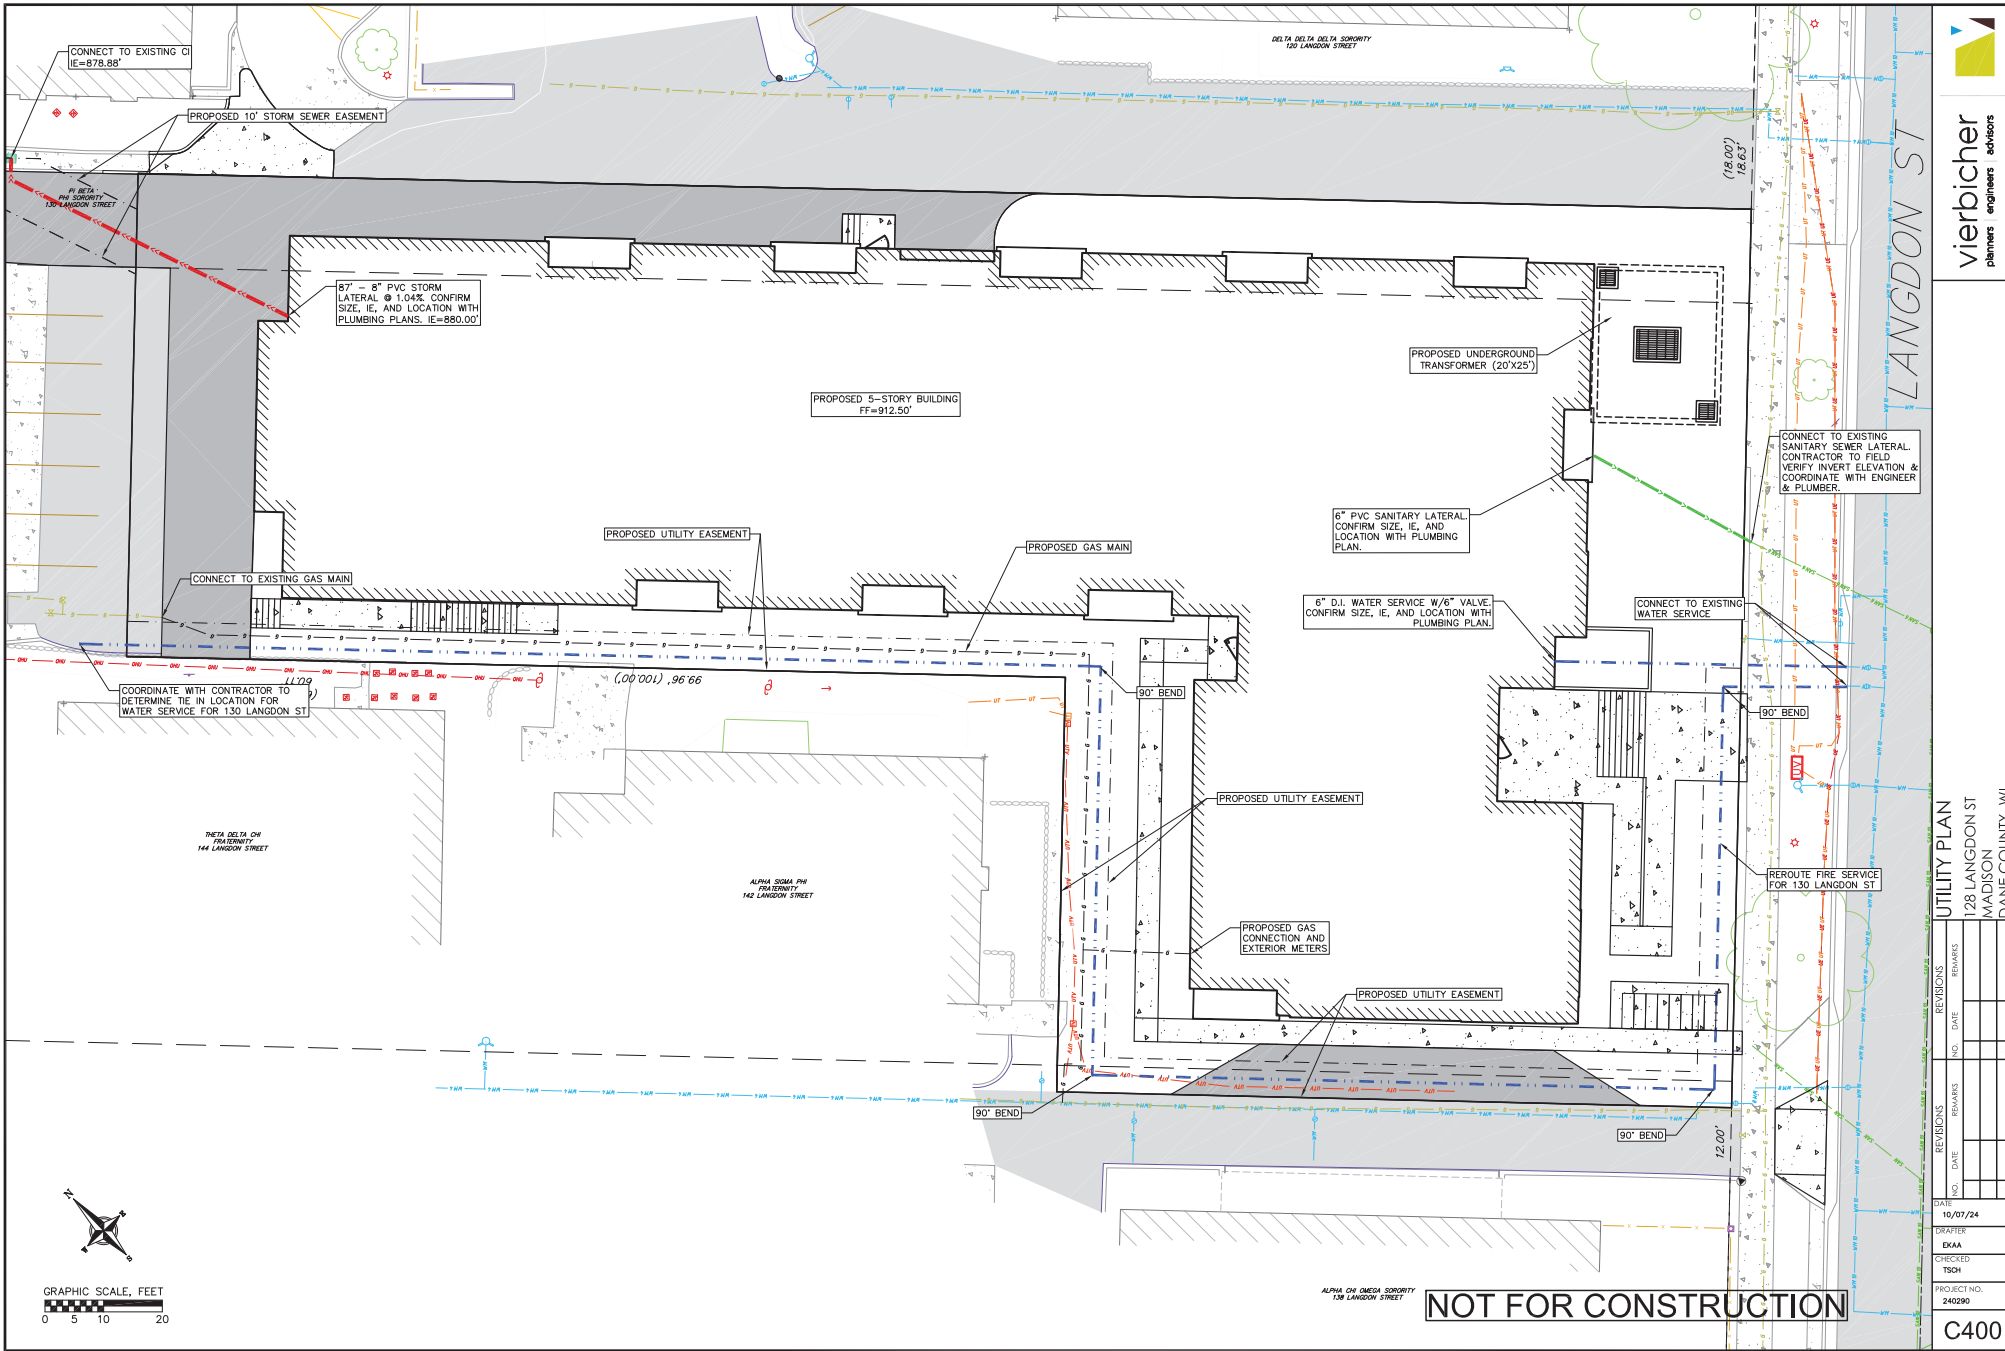 CONNECT TO EXISTING CI
IE=878.88'
PROPOSED 10' STORM SEWER EASEMENT
PI BETA
PHI SORORITY
130 LANGDON STREET
DELTA DELTA DELTA SORORITY
120 LANGDON STREET
(18.00')
18.63'
LANGDON ST
vierbicher
planners engineers advisors
87' - 8" PVC STORM
LATERAL @ 1.04%. CONFIRM
SIZE, IE, AND LOCATION WITH
PLUMBING PLANS. IE=880.00'
PROPOSED 5-STORY BUILDING
FF=912.50'
PROPOSED UNDERGROUND
TRANSFORMER (20'X25')
CONNECT TO EXISTING
SANITARY SEWER LATERAL.
CONTRACTOR TO FIELD
VERIFY INVERT ELEVATION &
COORDINATE WITH ENGINEER
& PLUMBER.
6" PVC SANITARY LATERAL.
CONFIRM SIZE, IE, AND
LOCATION WITH PLUMBING
PLAN.
PROPOSED UTILITY EASEMENT
PROPOSED GAS MAIN
CONNECT TO EXISTING GAS MAIN
6" D.I. WATER SERVICE W/6" VALVE.
CONFIRM SIZE, IE, AND LOCATION WITH
PLUMBING PLAN.
CONNECT TO EXISTING
WATER SERVICE
COORDINATE WITH CONTRACTOR TO
DETERMINE TIE IN LOCATION FOR
WATER SERVICE FOR 130 LANGDON ST
99.96' (100.00')
90° BEND
90° BEND
PROPOSED UTILITY EASEMENT
THETA DELTA CHI
FRATERNITY
144 LANGDON STREET
ALPHA SIGMA PHI
FRATERNITY
142 LANGDON STREET
REROUTE FIRE SERVICE
FOR 130 LANGDON ST
PROPOSED GAS
CONNECTION AND
EXTERIOR METERS
PROPOSED UTILITY EASEMENT
90° BEND
90° BEND
12.00'
ALPHA CHI OMEGA SORORITY
138 LANGDON STREET
NOT FOR CONSTRUCTION
GRAPHIC SCALE, FEET
0 5 10 20
UTILITY PLAN
128 LANGDON ST
MADISON
DANE COUNTY, WI
REVISIONS
NO. DATE REMARKS
REVISIONS
NO. DATE REMARKS
DATE
10/07/24
DRAFTER
EKAA
CHECKED
TSCH
PROJECT NO.
240290
C400